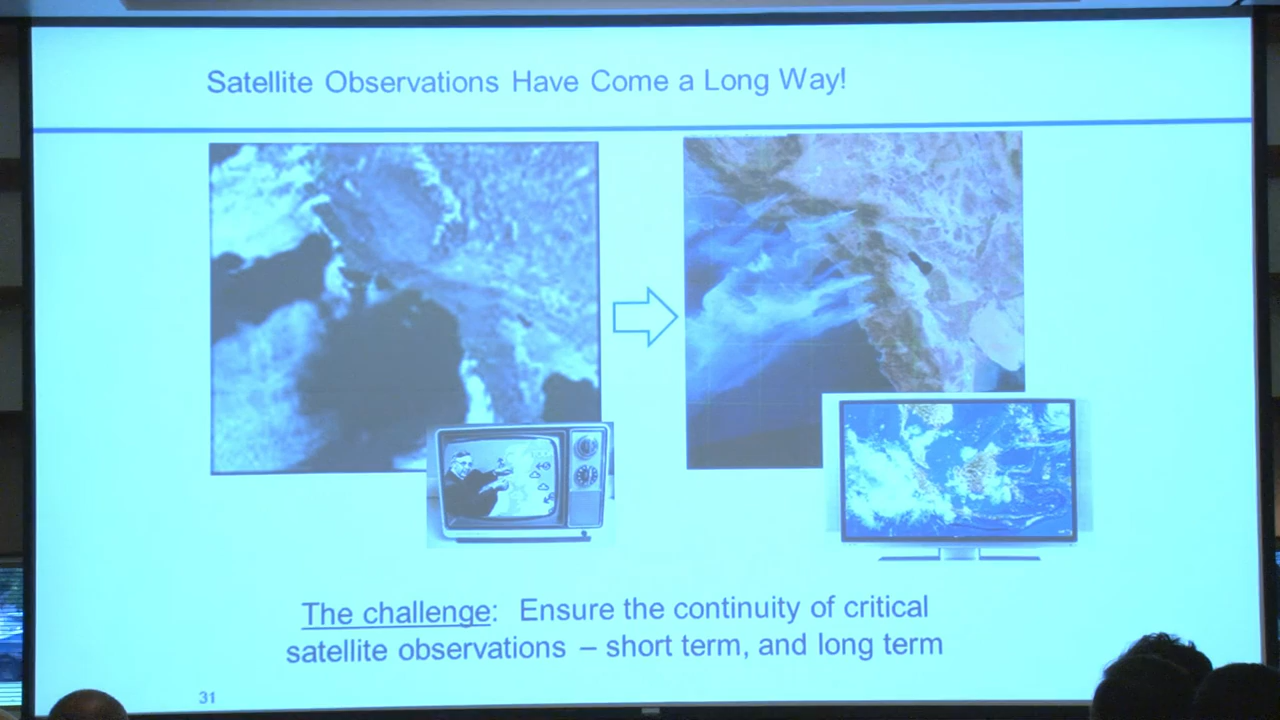 Satellite Observations Have Come a Long Way!
The challenge: Ensure the continuity of critical
satellite observations – short term, and long term
31